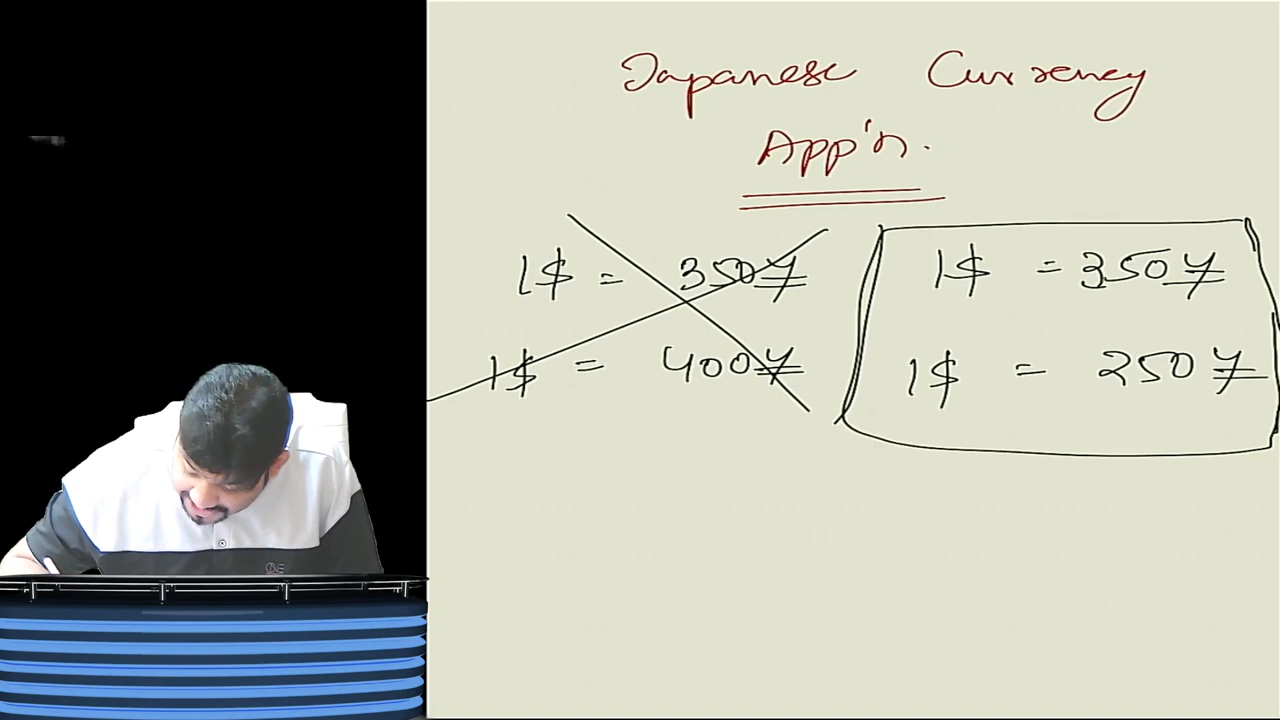 Japanese Currency
App'n.
1$ = 350¥
1$ = 400¥
1$ = 350¥
1$ = 250¥